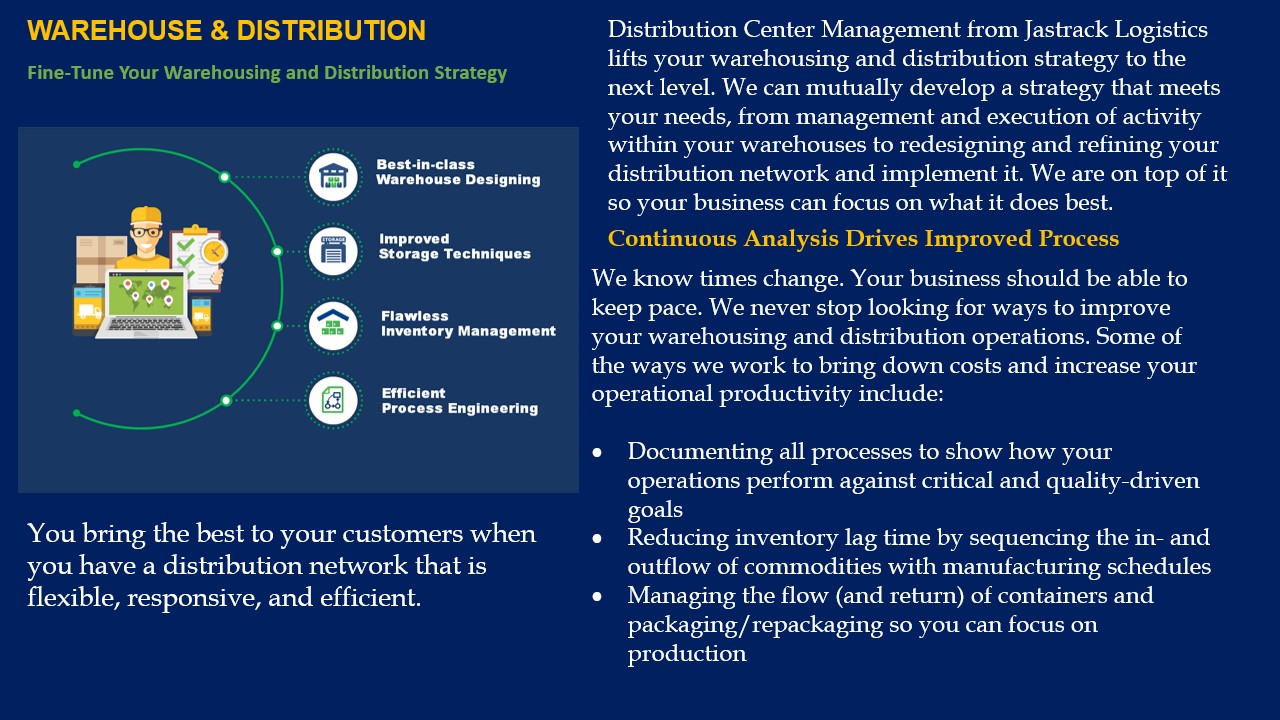 WAREHOUSE & DISTRIBUTION
Fine-Tune Your Warehousing and Distribution Strategy
Best-in-class
Warehouse Designing
STORAGE
Improved
Storage Techniques
Flawless
Inventory Management
Efficient
Process Engineering
You bring the best to your customers when
you have a distribution network that is
flexible, responsive, and efficient.
Distribution Center Management from Jastrack Logistics
lifts your warehousing and distribution strategy to the
next level. We can mutually develop a strategy that meets
your needs, from management and execution of activity
within your warehouses to redesigning and refining your
distribution network and implement it. We are on top of it
so your business can focus on what it does best.
Continuous Analysis Drives Improved Process
We know times change. Your business should be able to
keep pace. We never stop looking for ways to improve
your warehousing and distribution operations. Some of
the ways we work to bring down costs and increase your
operational productivity include:
• Documenting all processes to show how your
operations perform against critical and quality-driven
goals
• Reducing inventory lag time by sequencing the in- and
outflow of commodities with manufacturing schedules
• Managing the flow (and return) of containers and
packaging/repackaging so you can focus on
production